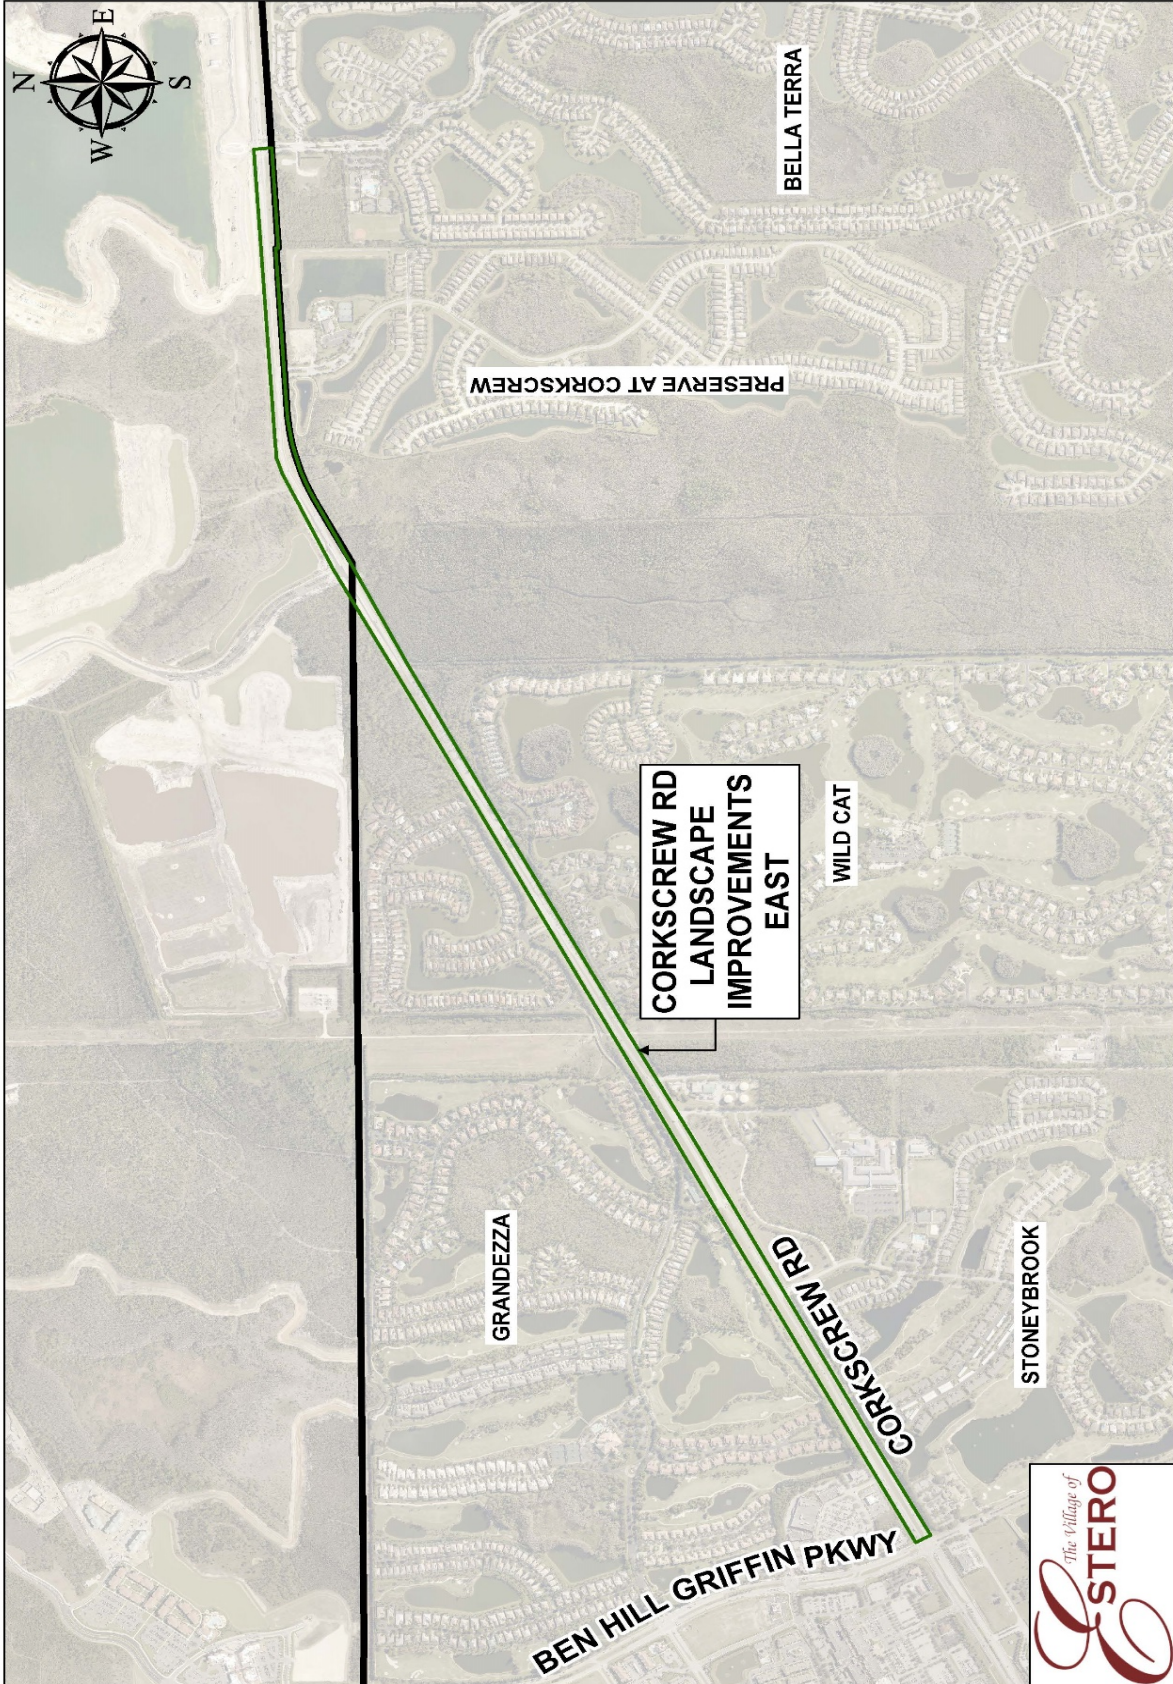 N
E
S
W
BELLA TERRA
PRESERVE AT CORKSCREW
CORKSCREW RD
LANDSCAPE
IMPROVEMENTS
EAST
WILD CAT
GRANDEZZA
CORKSCREW RD
STONEYBROOK
BEN HILL GRIFFIN PKWY
The Village of
ESTERO